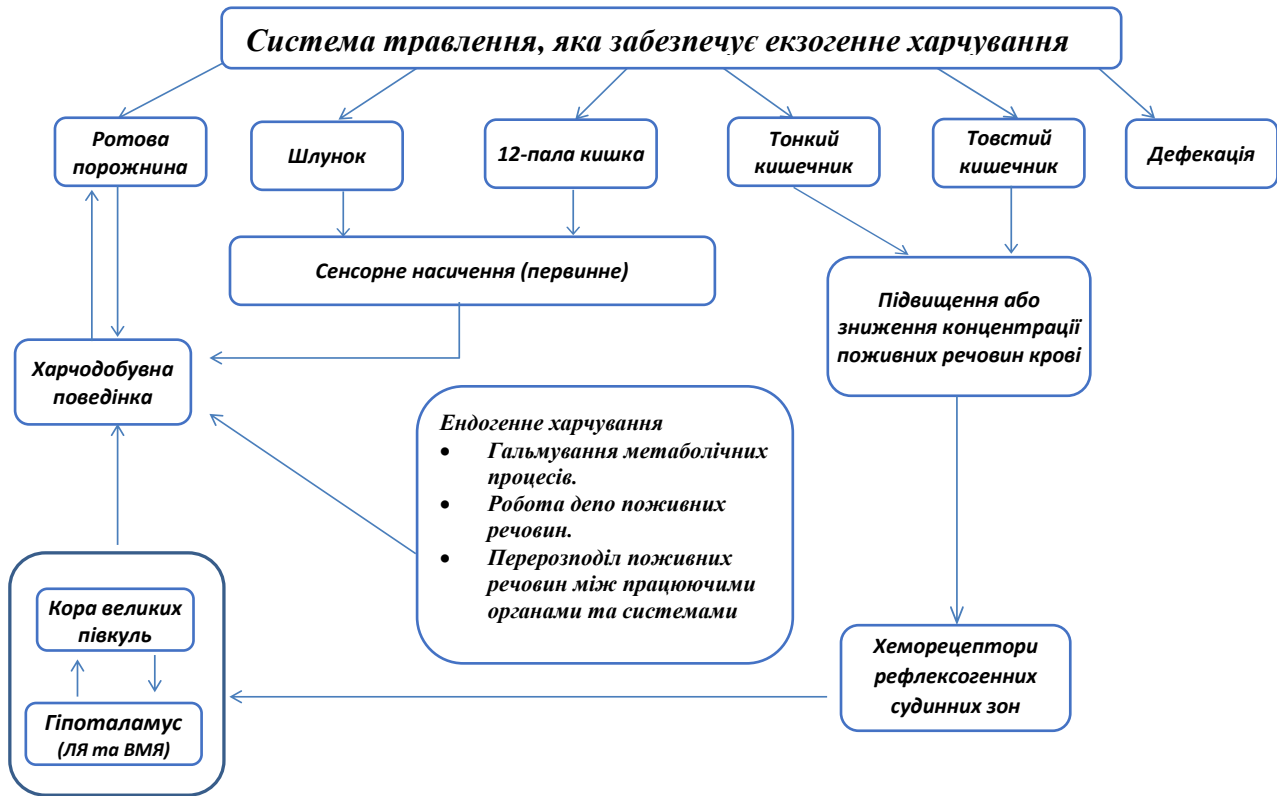 Система травлення, яка забезпечує екзогенне харчування
Ротова
порожнина
Шлунок
12-пала кишка
Тонкий
кишечник
Товстий
кишечник
Дефекація
Сенсорне насичення (первинне)
Підвищення або
зниження концентрації
поживних речовин крові
Харчодобувна
поведінка
Ендогенне харчування
• Гальмування метаболічних
процесів.
• Робота депо поживних
речовин.
• Перерозподіл поживних
речовин між працюючими
органами та системами
Кора великих
півкуль
Гіпоталамус
(ЛЯ та ВМЯ)
Хеморецептори
рефлексогенних
судинних зон